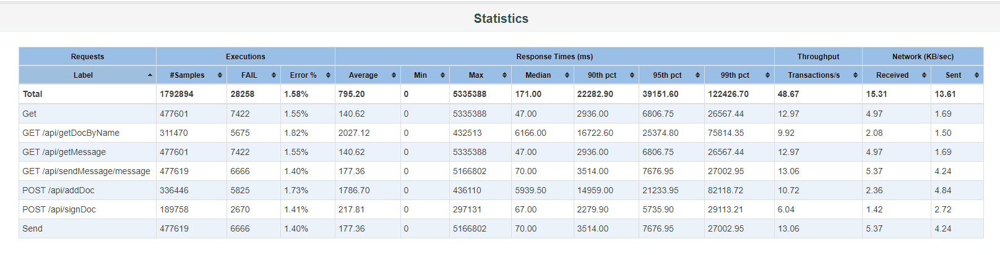 Statistics
Requests Executions Response Times (ms) Throughput Network (KB/sec)
Label #Samples FAIL Error % Average Min Max Median 90th pct 95th pct 99th pct Transactions/s Received Sent
Total 1792894 28258 1.58% 795.20 0 5335388 171.00 22282.90 39151.60 122426.70 48.67 15.31 13.61
Get 477601 7422 1.55% 140.62 0 5335388 47.00 2936.00 6806.75 26567.44 12.97 4.97 1.69
GET /api/getDocByName 311470 5675 1.82% 2027.12 0 432513 6166.00 16722.60 25374.80 75814.35 9.92 2.08 1.50
GET /api/getMessage 477601 7422 1.55% 140.62 0 5335388 47.00 2936.00 6806.75 26567.44 12.97 4.97 1.69
GET /api/sendMessage/message 477619 6666 1.40% 177.36 0 5166802 70.00 3514.00 7676.95 27002.95 13.06 5.37 4.24
POST /api/addDoc 336446 5825 1.73% 1786.70 0 436110 5939.50 14959.00 21233.95 82118.72 10.72 2.36 4.84
POST /api/signDoc 189758 2670 1.41% 217.81 0 297131 67.00 2279.90 5735.90 29113.21 6.04 1.42 2.72
Send 477619 6666 1.40% 177.36 0 5166802 70.00 3514.00 7676.95 27002.95 13.06 5.37 4.24